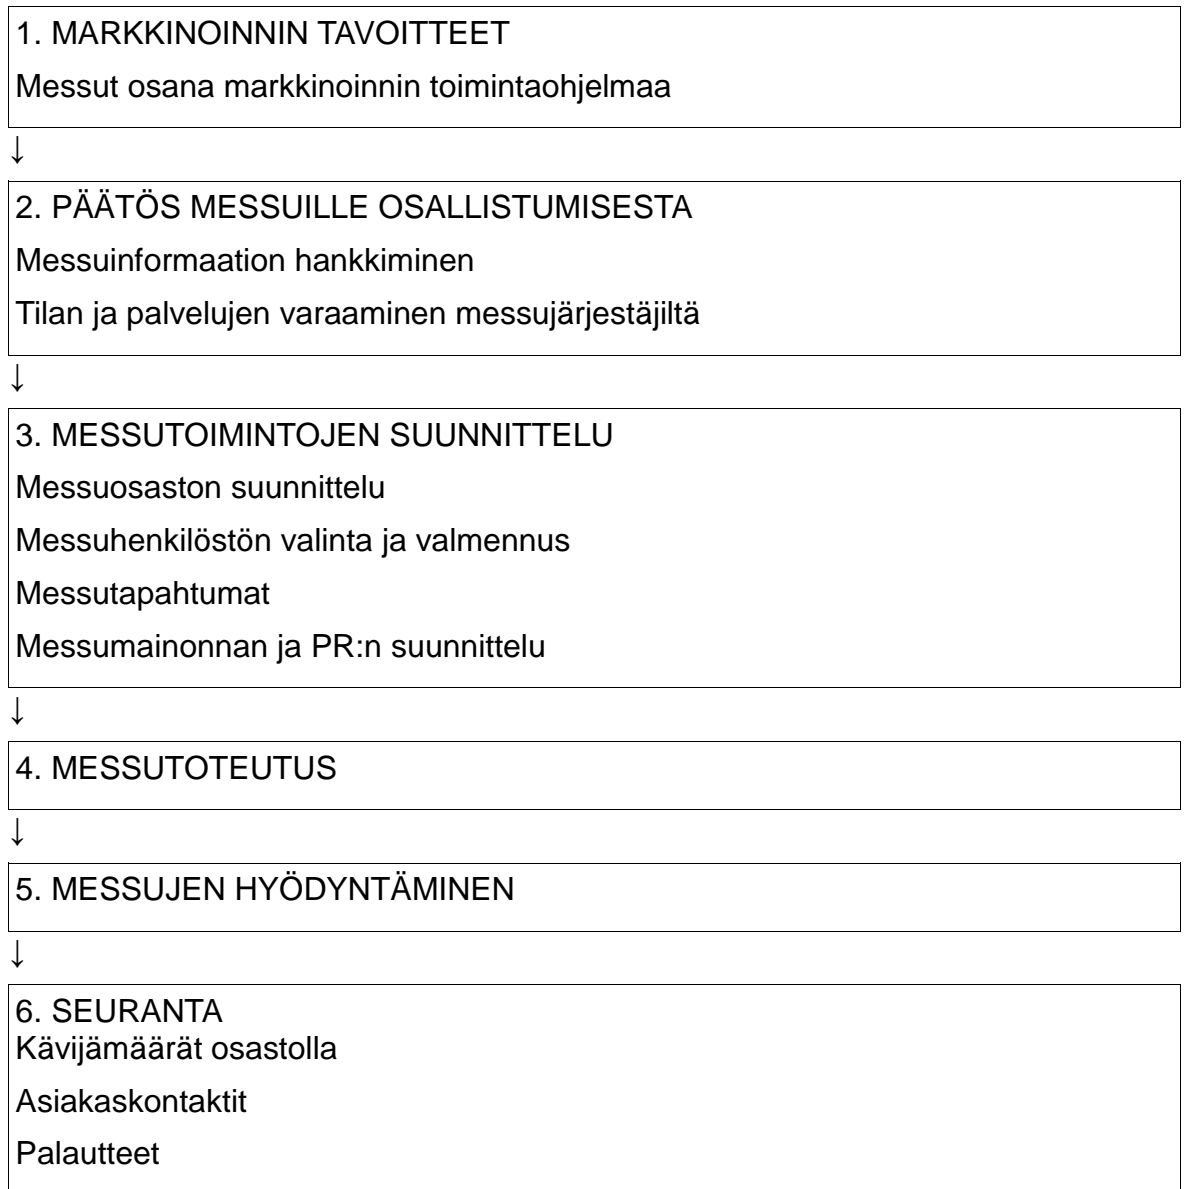 1. MARKKINOINNIN TAVOITTEET
Messut osana markkinoinnin toimintaohjelmaa
↓
2. PÄÄTÖS MESSUILLE OSALLISTUMISESTA
Messuinformaation hankkiminen
Tilan ja palvelujen varaaminen messujärjestäjiltä
↓
3. MESSUTOIMINTOJEN SUUNNITTELU
Messuosaston suunnittelu
Messuhenkilöstön valinta ja valmennus
Messutapahtumat
Messumainonnan ja PR:n suunnittelu
↓
4. MESSUTOTEUTUS
↓
5. MESSUJEN HYÖDYNTÄMINEN
↓
6. SEURANTA
Kävijämäärät osastolla
Asiakaskontaktit
Palautteet